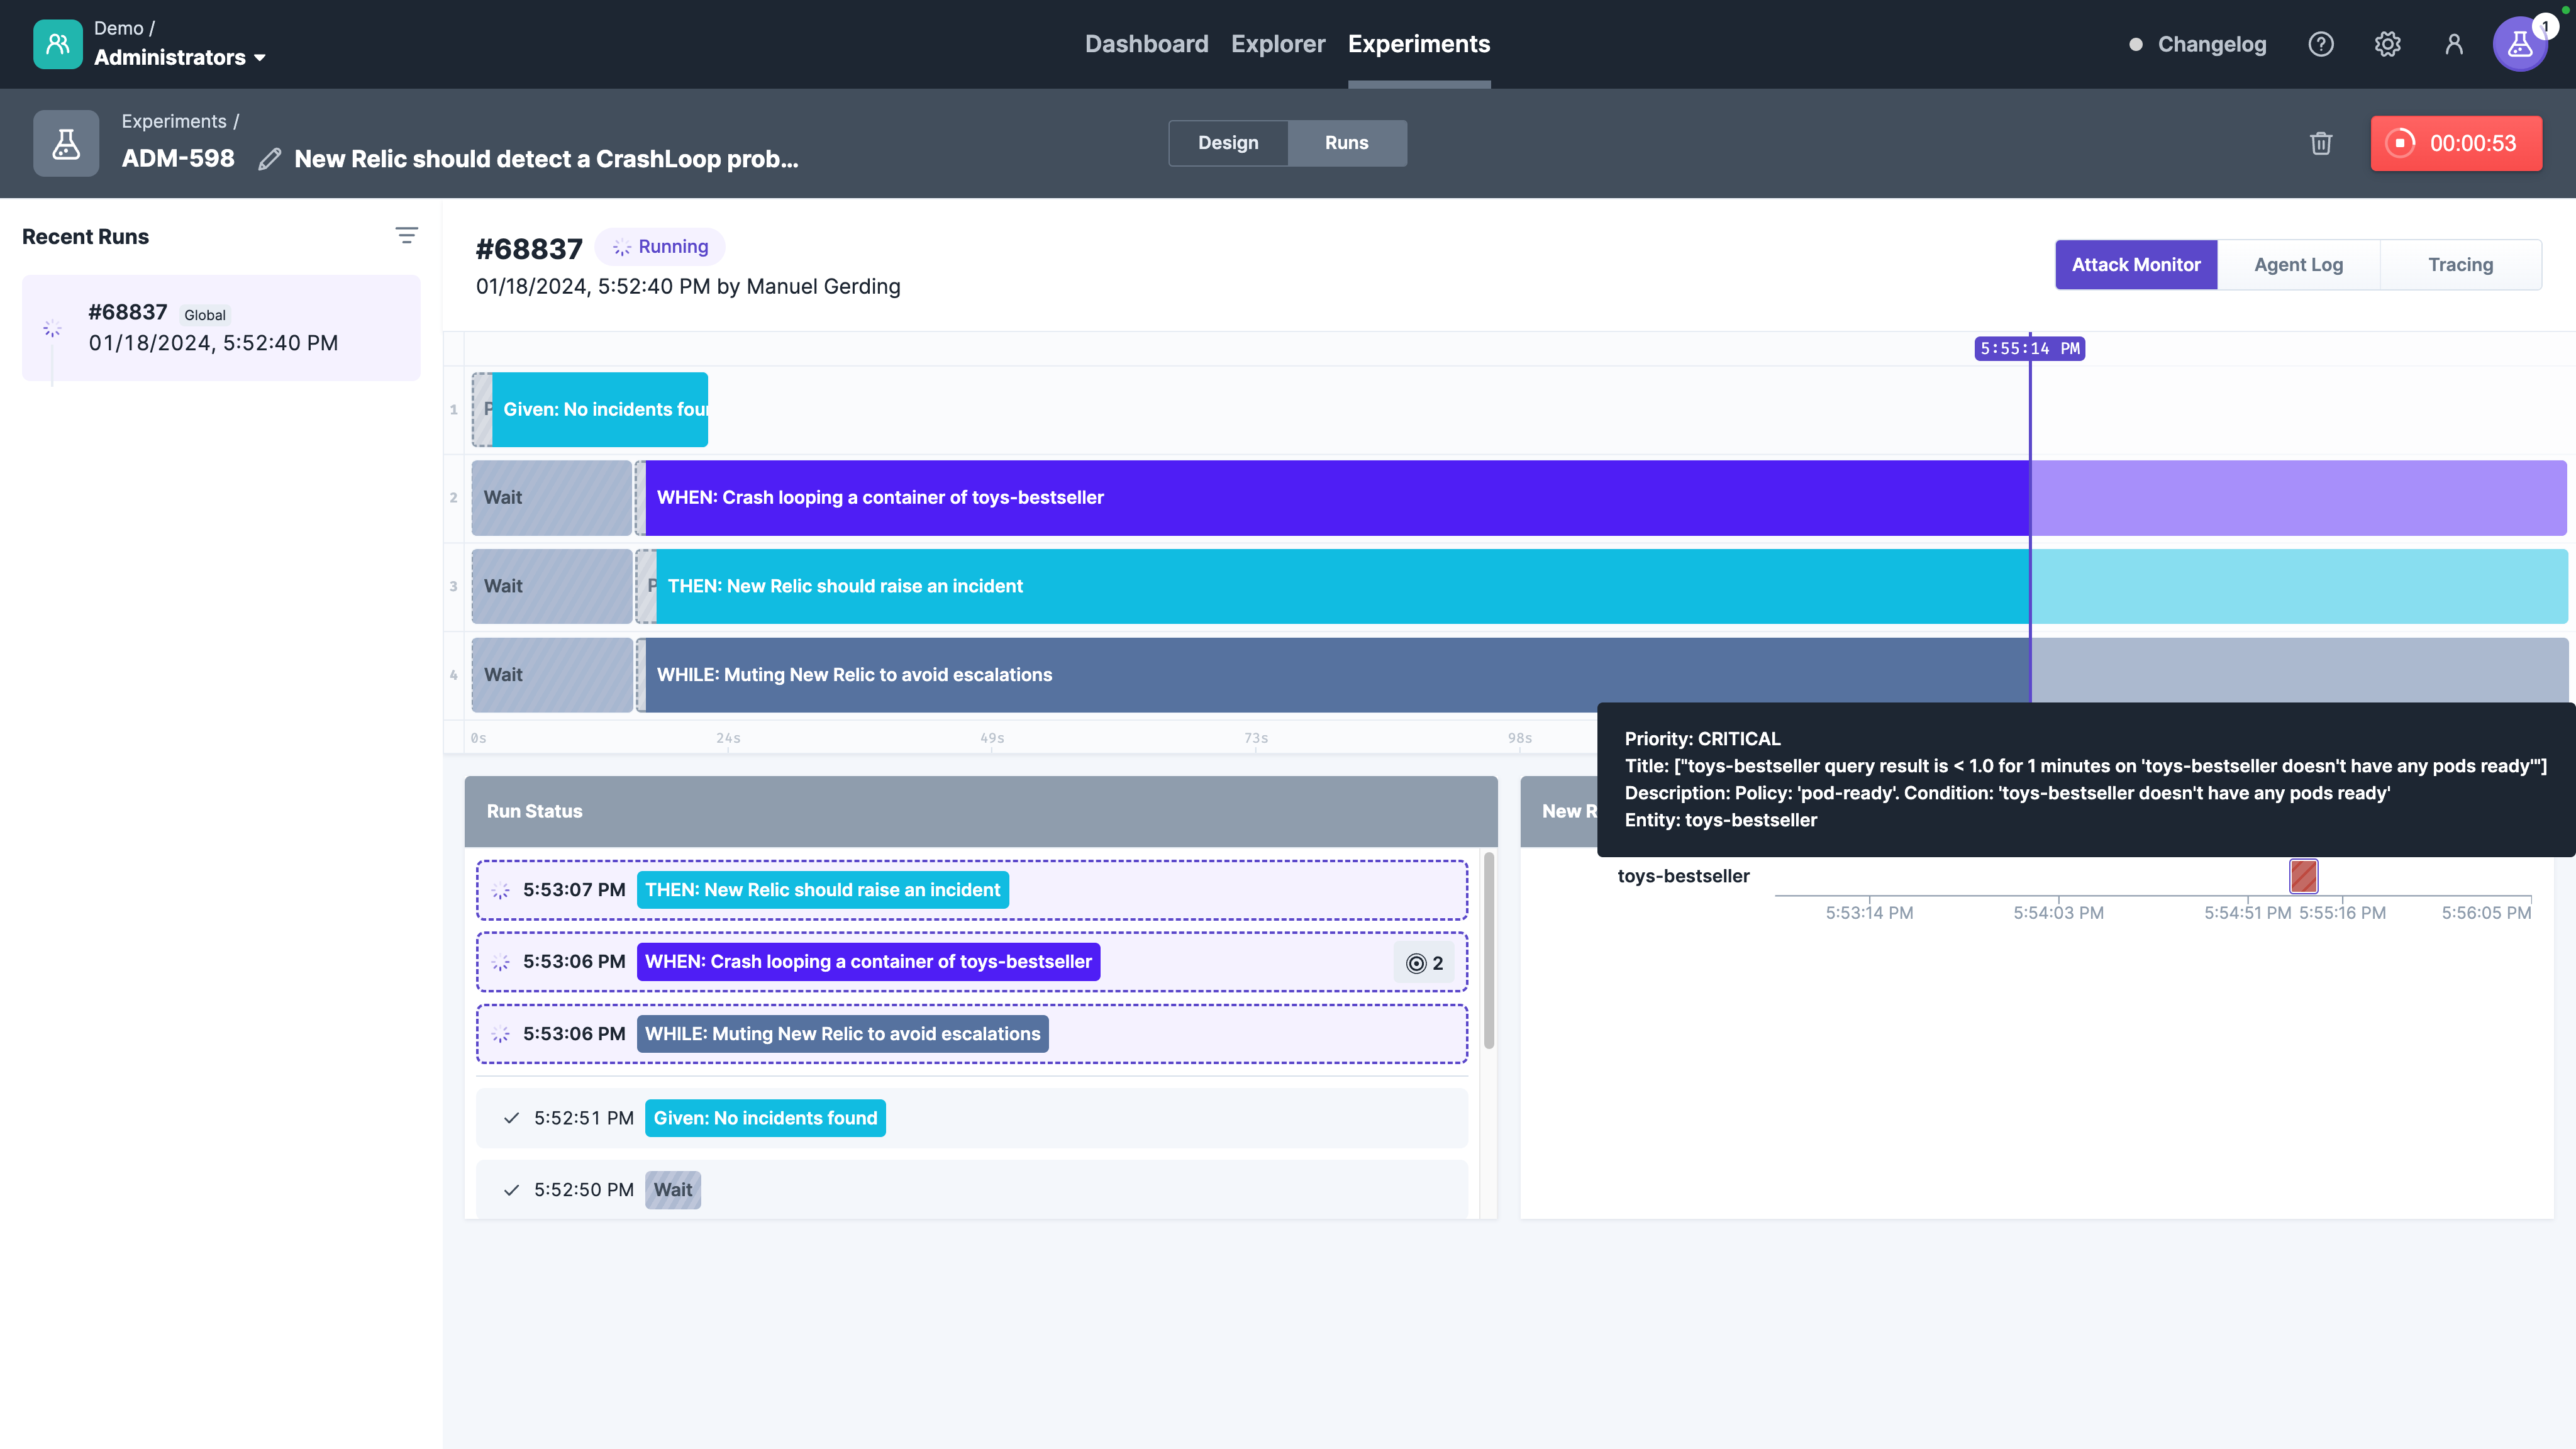 Demo /
Administrators
Dashboard Explorer Experiments
Changelog
1
Experiments /
ADM-598 New Relic should detect a CrashLoop prob...
Design Runs
00:00:53
Recent Runs
#68837 Global
01/18/2024, 5:52:40 PM
#68837 Running
01/18/2024, 5:52:40 PM by Manuel Gerding
Attack Monitor Agent Log Tracing
5:55:14 PM
1 P Given: No incidents four
2 Wait WHEN: Crash looping a container of toys-bestseller
3 Wait P THEN: New Relic should raise an incident
4 Wait WHILE: Muting New Relic to avoid escalations
0s 24s 49s 73s 98s
Priority: CRITICAL
Title: ["toys-bestseller query result is < 1.0 for 1 minutes on 'toys-bestseller doesn't have any pods ready'"]
Description: Policy: 'pod-ready'. Condition: 'toys-bestseller doesn't have any pods ready'
Entity: toys-bestseller
Run Status
5:53:07 PM THEN: New Relic should raise an incident
5:53:06 PM WHEN: Crash looping a container of toys-bestseller 2
5:53:06 PM WHILE: Muting New Relic to avoid escalations
5:52:51 PM Given: No incidents found
5:52:50 PM Wait
New R
toys-bestseller
5:53:14 PM 5:54:03 PM 5:54:51 PM 5:55:16 PM 5:56:05 PM